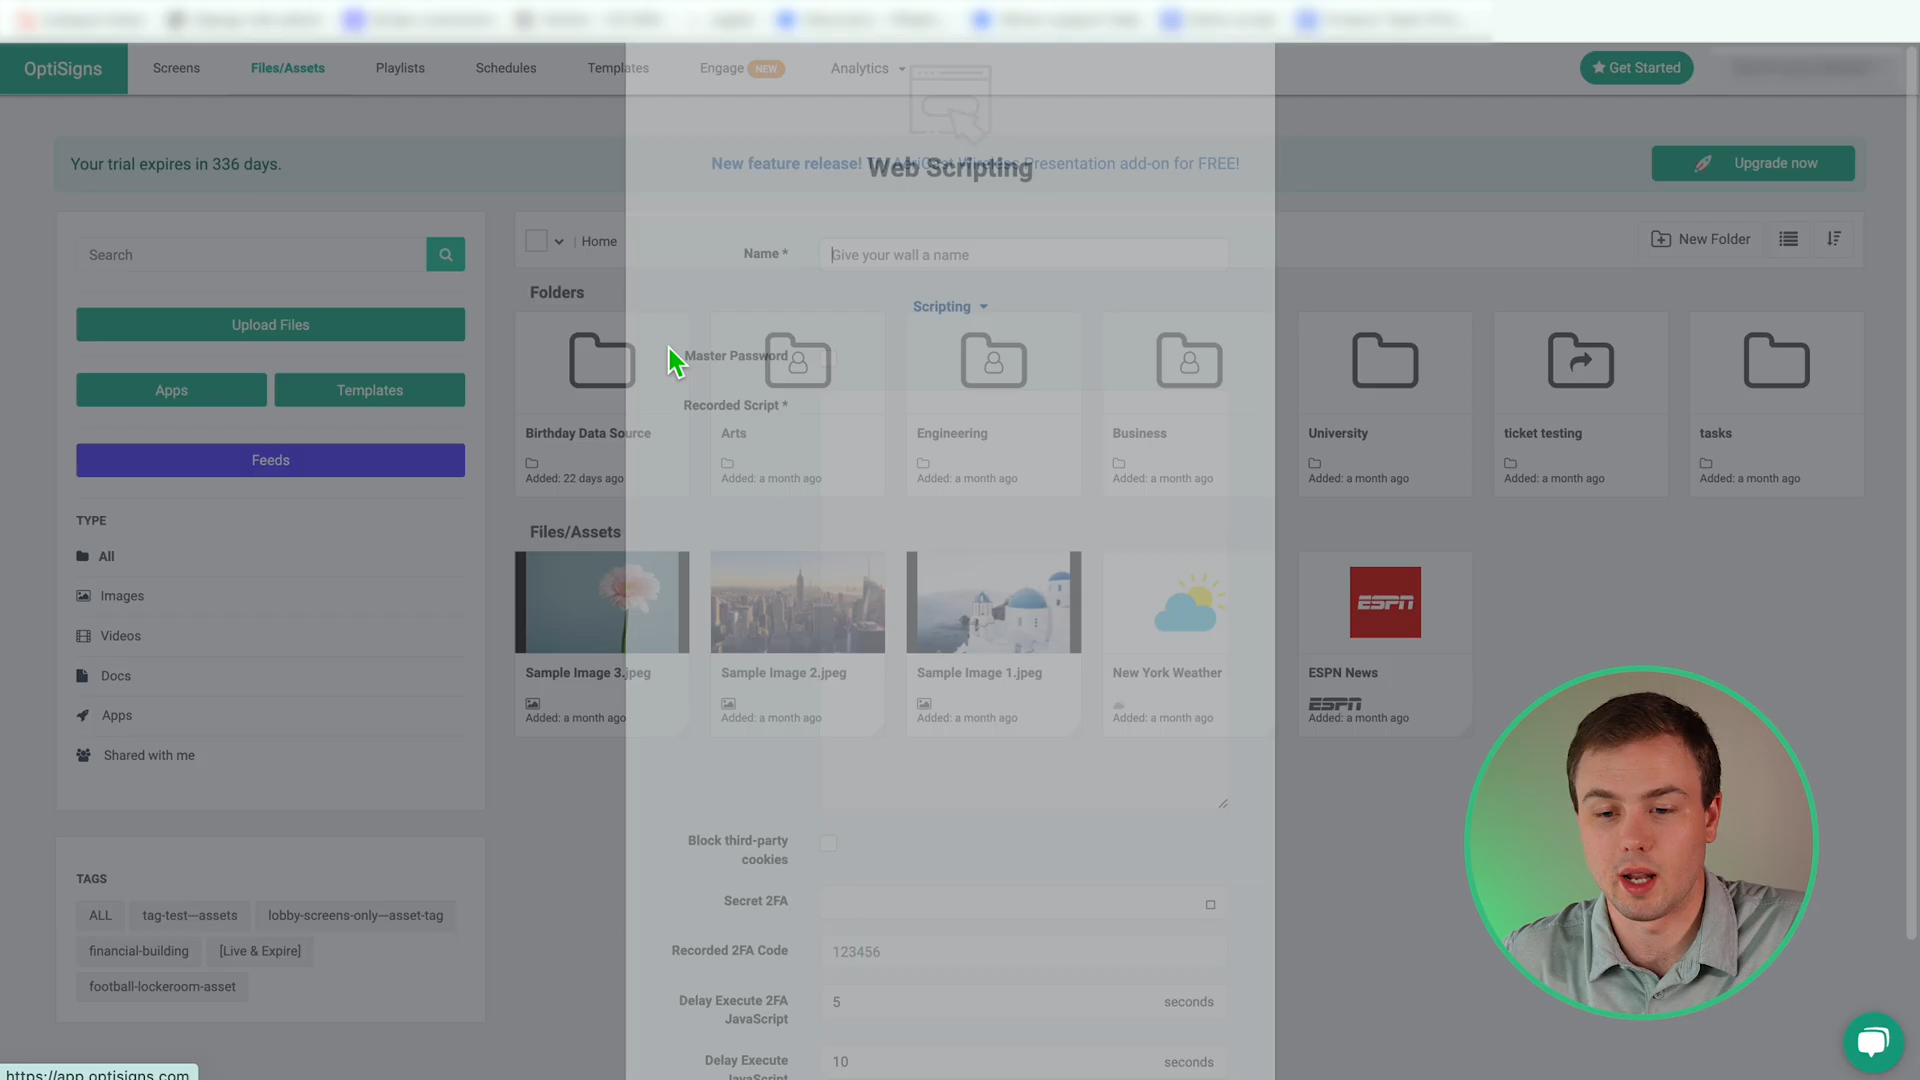 OptiSigns
Screens
Files/Assets
Playlists
Schedules
Templates
Engage NEW
Analytics
Get Started
Your trial expires in 336 days.
New feature release! Presentation add-on for FREE!
Upgrade now
Web Scripting
Search
Upload Files
Apps
Templates
Feeds
TYPE
All
Images
Videos
Docs
Apps
Shared with me
TAGS
ALL
tag-test---assets
lobby-screens-only---asset-tag
financial-building
[Live & Expire]
football-lockeroom-asset
| Home
New Folder
Name *
Give your wall a name
Folders
Scripting
Master Password
Recorded Script *
Birthday Data Source
Added: 22 days ago
Arts
Added: a month ago
Engineering
Added: a month ago
Business
Added: a month ago
University
Added: a month ago
ticket testing
Added: a month ago
tasks
Added: a month ago
Files/Assets
Sample Image 3.jpeg
Added: a month ago
Sample Image 2.jpeg
Added: a month ago
Sample Image 1.jpeg
Added: a month ago
New York Weather
Added: a month ago
ESPN
ESPN News
ESPN
Added: a month ago
Block third-party
cookies
Secret 2FA
Recorded 2FA Code
123456
Delay Execute 2FA
JavaScript
5
seconds
Delay Execute
JavaScript
10
seconds
https://app.optisigns.com